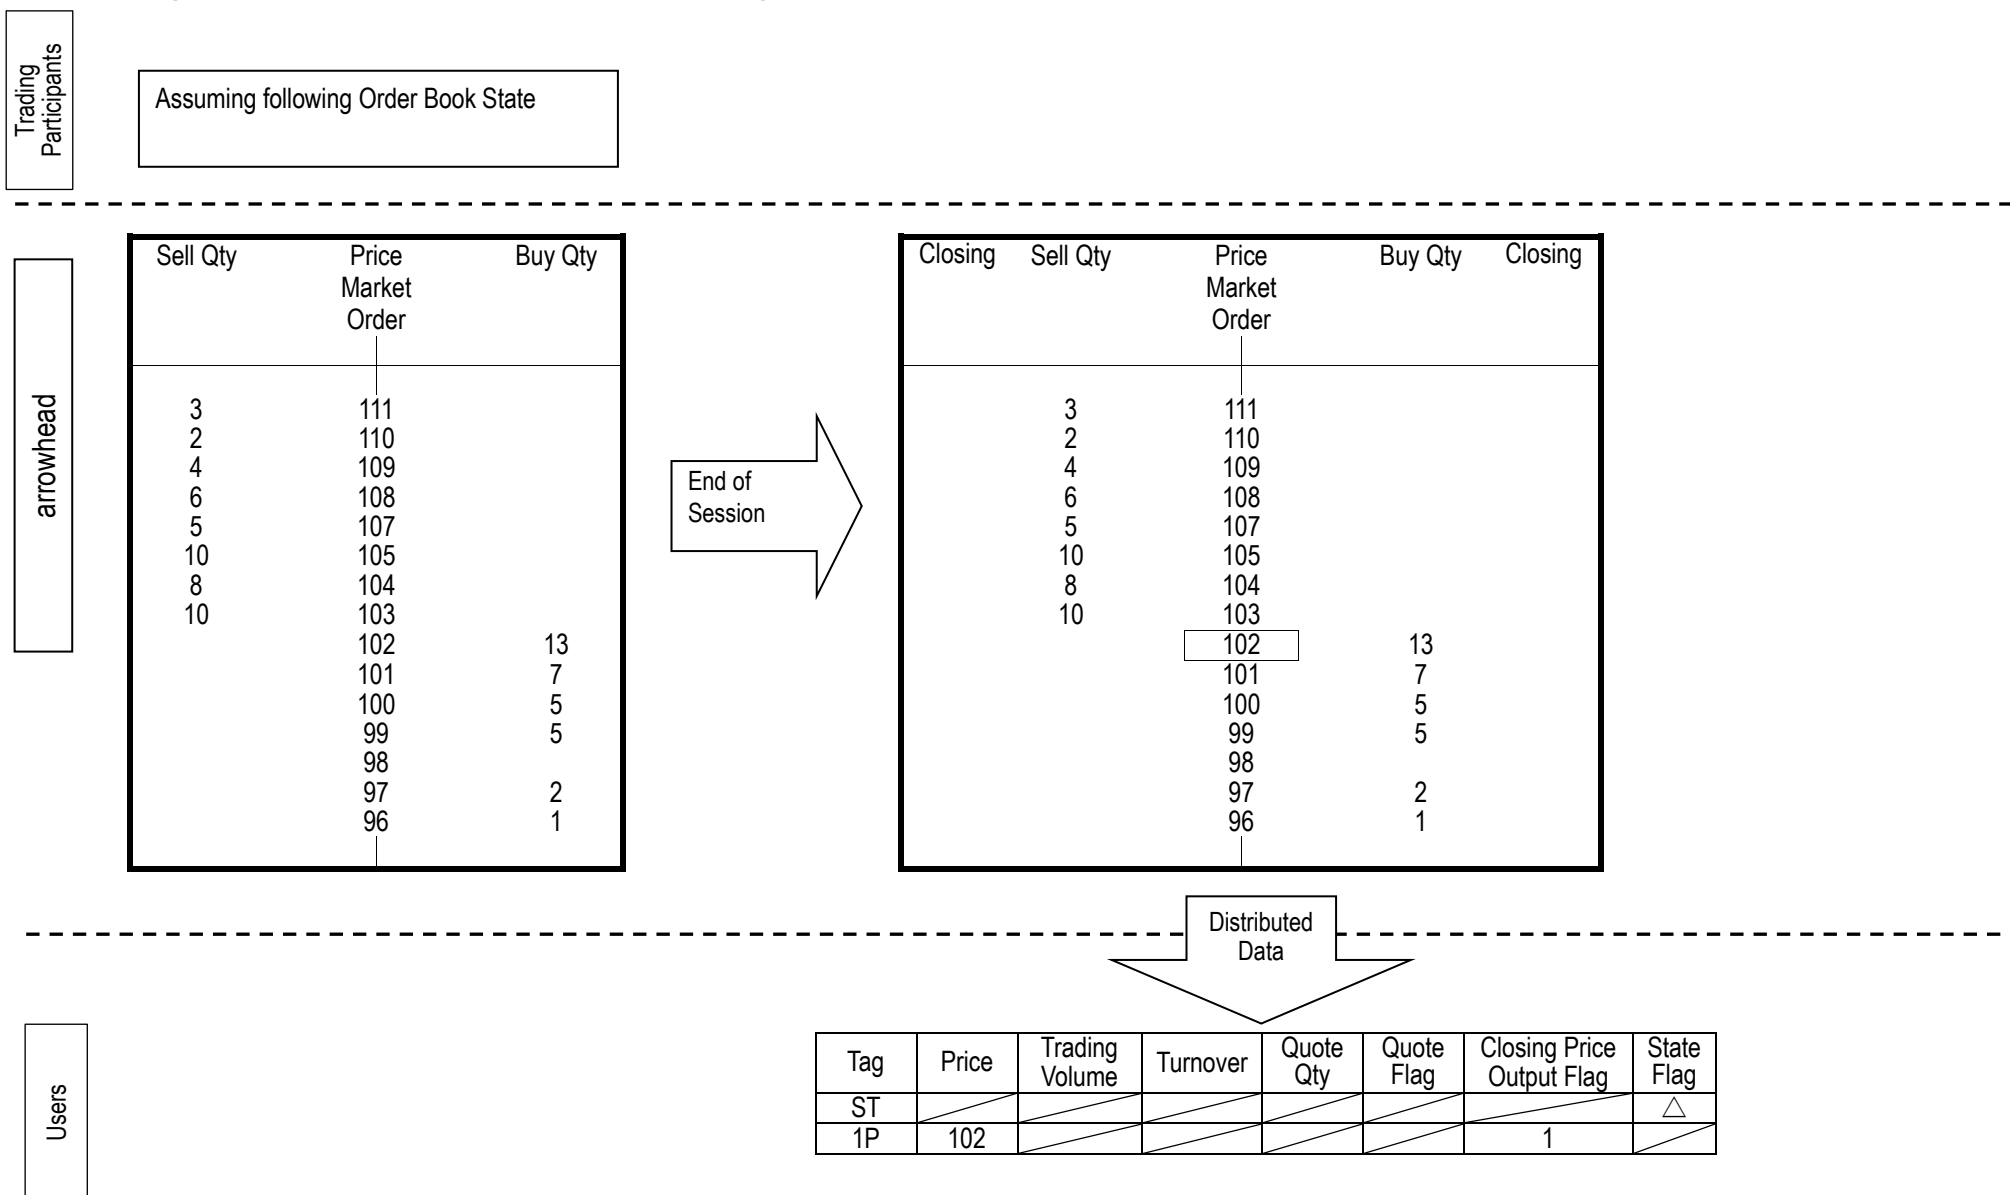 Trading
Participants
Assuming following Order Book State
arrowhead
Sell Qty Price Buy Qty
Market
Order
3 111
2 110
4 109
6 108
5 107
10 105
8 104
10 103
102 13
101 7
100 5
99 5
98
97 2
96 1
End of
Session
Closing Sell Qty Price Buy Qty Closing
Market
Order
3 111
2 110
4 109
6 108
5 107
10 105
8 104
10 103
102 13
101 7
100 5
99 5
98
97 2
96 1
Distributed
Data
Users
Tag Price Trading Volume Turnover Quote Qty Quote Flag Closing Price Output Flag State Flag
ST △
1P 102 1